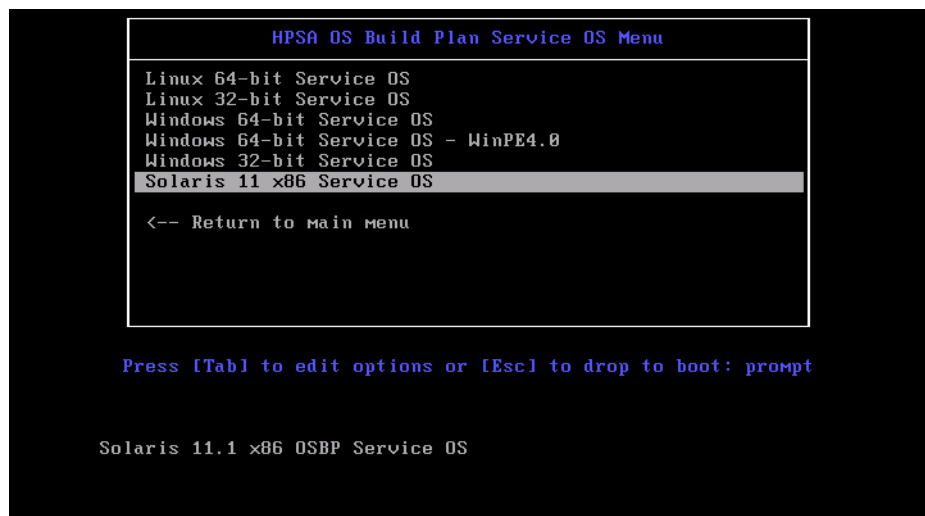 HPSA OS Build Plan Service OS Menu
Linux 64-bit Service OS
Linux 32-bit Service OS
Windows 64-bit Service OS
Windows 64-bit Service OS - WinPE4.0
Windows 32-bit Service OS
Solaris 11 x86 Service OS
<-- Return to main menu
Press [Tab] to edit options or [Esc] to drop to boot: prompt
Solaris 11.1 x86 OSBP Service OS